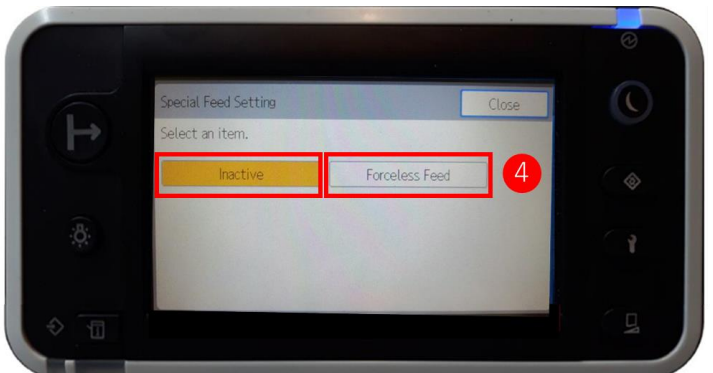 Special Feed Setting
Close
Select an item.
Inactive
Forceless Feed
4